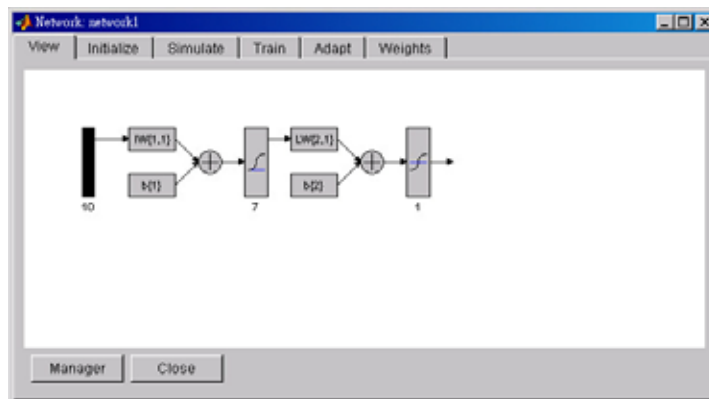 Network: network1
View Initialize Simulate Train Adapt Weights
IW{1,1} LW{2,1}
b{1} b{2}
10 7 1
Manager Close